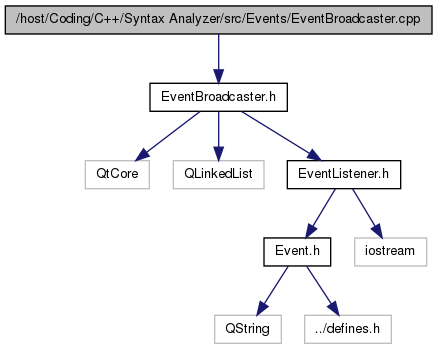 /host/Coding/C++/Syntax Analyzer/src/Events/EventBroadcaster.cpp
EventBroadcaster.h
QtCore
QLinkedList
EventListener.h
Event.h
iostream
QString
../defines.h